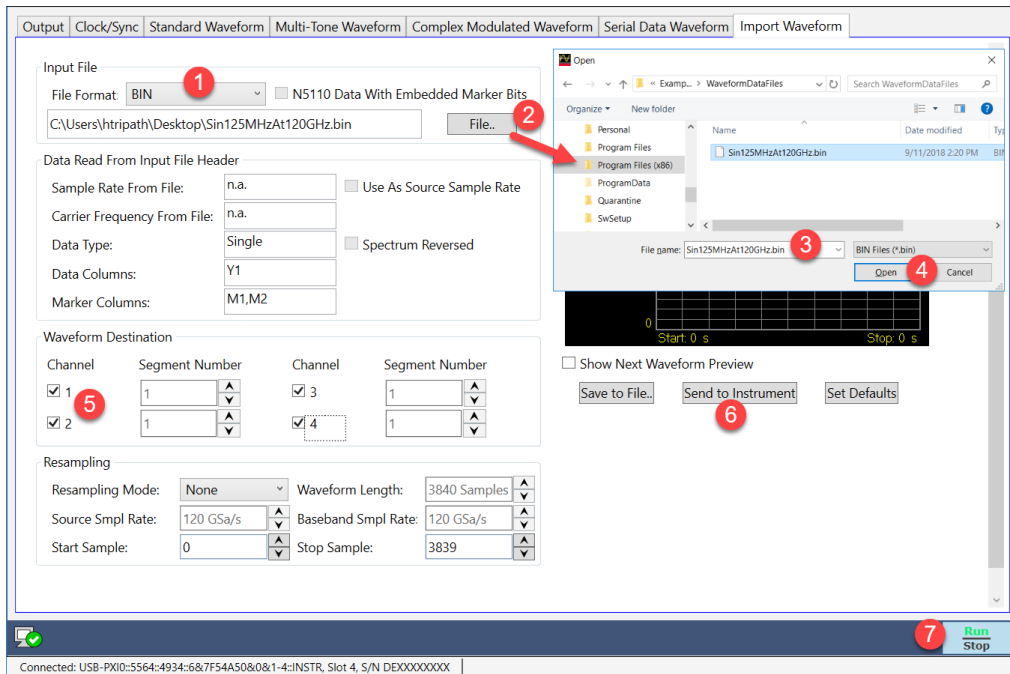 Output Clock/Sync Standard Waveform Multi-Tone Waveform Complex Modulated Waveform Serial Data Waveform Import Waveform
Input File
File Format: BIN N5110 Data With Embedded Marker Bits
1
C:\Users\htripath\Desktop\Sin125MHzAt120GHz.bin File..
2
Data Read From Input File Header
Sample Rate From File: n.a. Use As Source Sample Rate
Carrier Frequency From File: n.a.
Data Type: Single Spectrum Reversed
Data Columns: Y1
Marker Columns: M1,M2
Open
« Examp... > WaveformDataFiles Search WaveformDataFiles
Organize New folder
Name Date modified
Personal
Program Files
Program Files (x86)
ProgramData
Quarantine
SwSetup
Sin125MHzAt120GHz.bin 9/11/2018 2:20 PM
File name: Sin125MHzAt120GHz.bin 3 BIN Files (*.bin)
Open 4 Cancel
0
Start: 0 s Stop: 0 s
Waveform Destination
Channel Segment Number Channel Segment Number
1 1 3 1
5
2 1 4 1
Show Next Waveform Preview
Save to File.. Send to Instrument Set Defaults
6
Resampling
Resampling Mode: None Waveform Length: 3840 Samples
Source Smpl Rate: 120 GSa/s Baseband Smpl Rate: 120 GSa/s
Start Sample: 0 Stop Sample: 3839
7
Run
Stop
Connected: USB-PXI0::5564::4934::6&7F54A50&0&1-4::INSTR, Slot 4, S/N DEXXXXXXXX